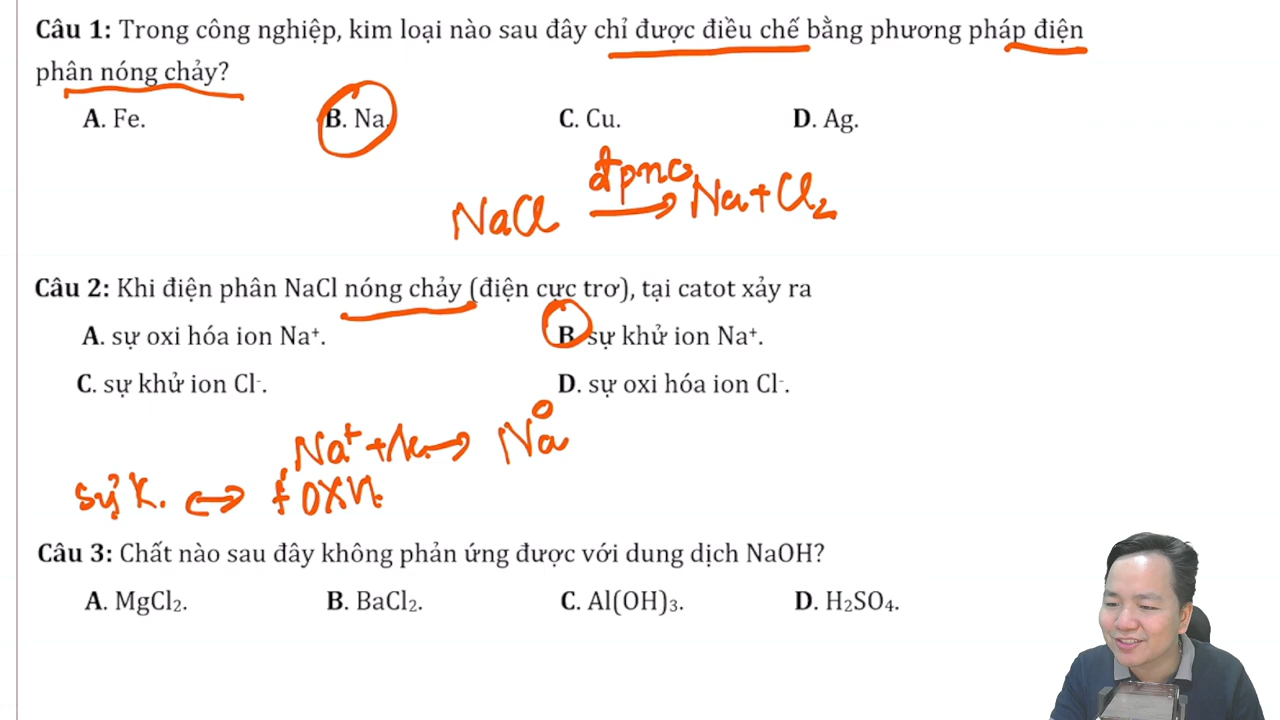 Câu 1: Trong công nghiệp, kim loại nào sau đây chỉ được điều chế bằng phương pháp điện
phân nóng chảy?
A. Fe. B. Na. C. Cu. D. Ag.
đpnc
NaCl → Na + Cl₂
Câu 2: Khi điện phân NaCl nóng chảy (điện cực trơ), tại catot xảy ra
A. sự oxi hóa ion Na⁺. B. sự khử ion Na⁺.
C. sự khử ion Cl⁻. D. sự oxi hóa ion Cl⁻.
Na⁺ + → Na⁰
sự K. ↔
Câu 3: Chất nào sau đây không phản ứng được với dung dịch NaOH?
A. MgCl₂. B. BaCl₂. C. Al(OH)₃. D. H₂SO₄.